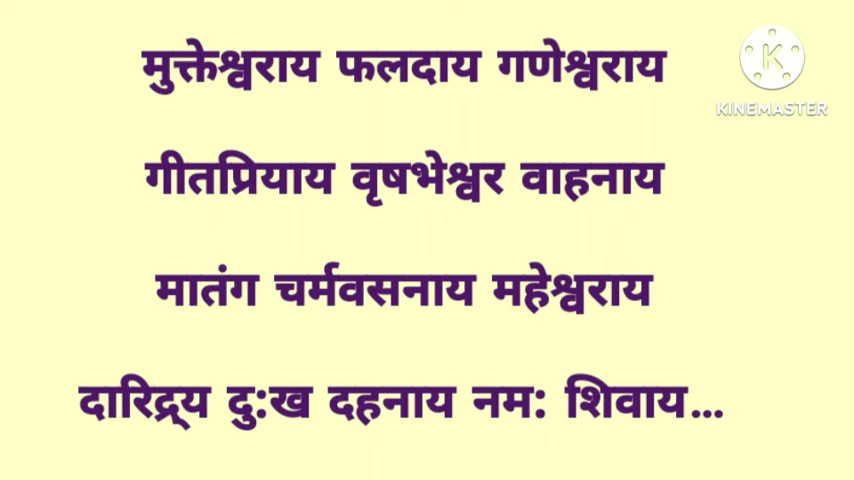 मुक्तेश्वराय फलदाय गणेश्वराय
KINEMASTER
गीतप्रियाय वृषभेश्वर वाहनाय
मातंग चर्मवसनाय महेश्वराय
दारिद्र्य दु:ख दहनाय नम: शिवाय...